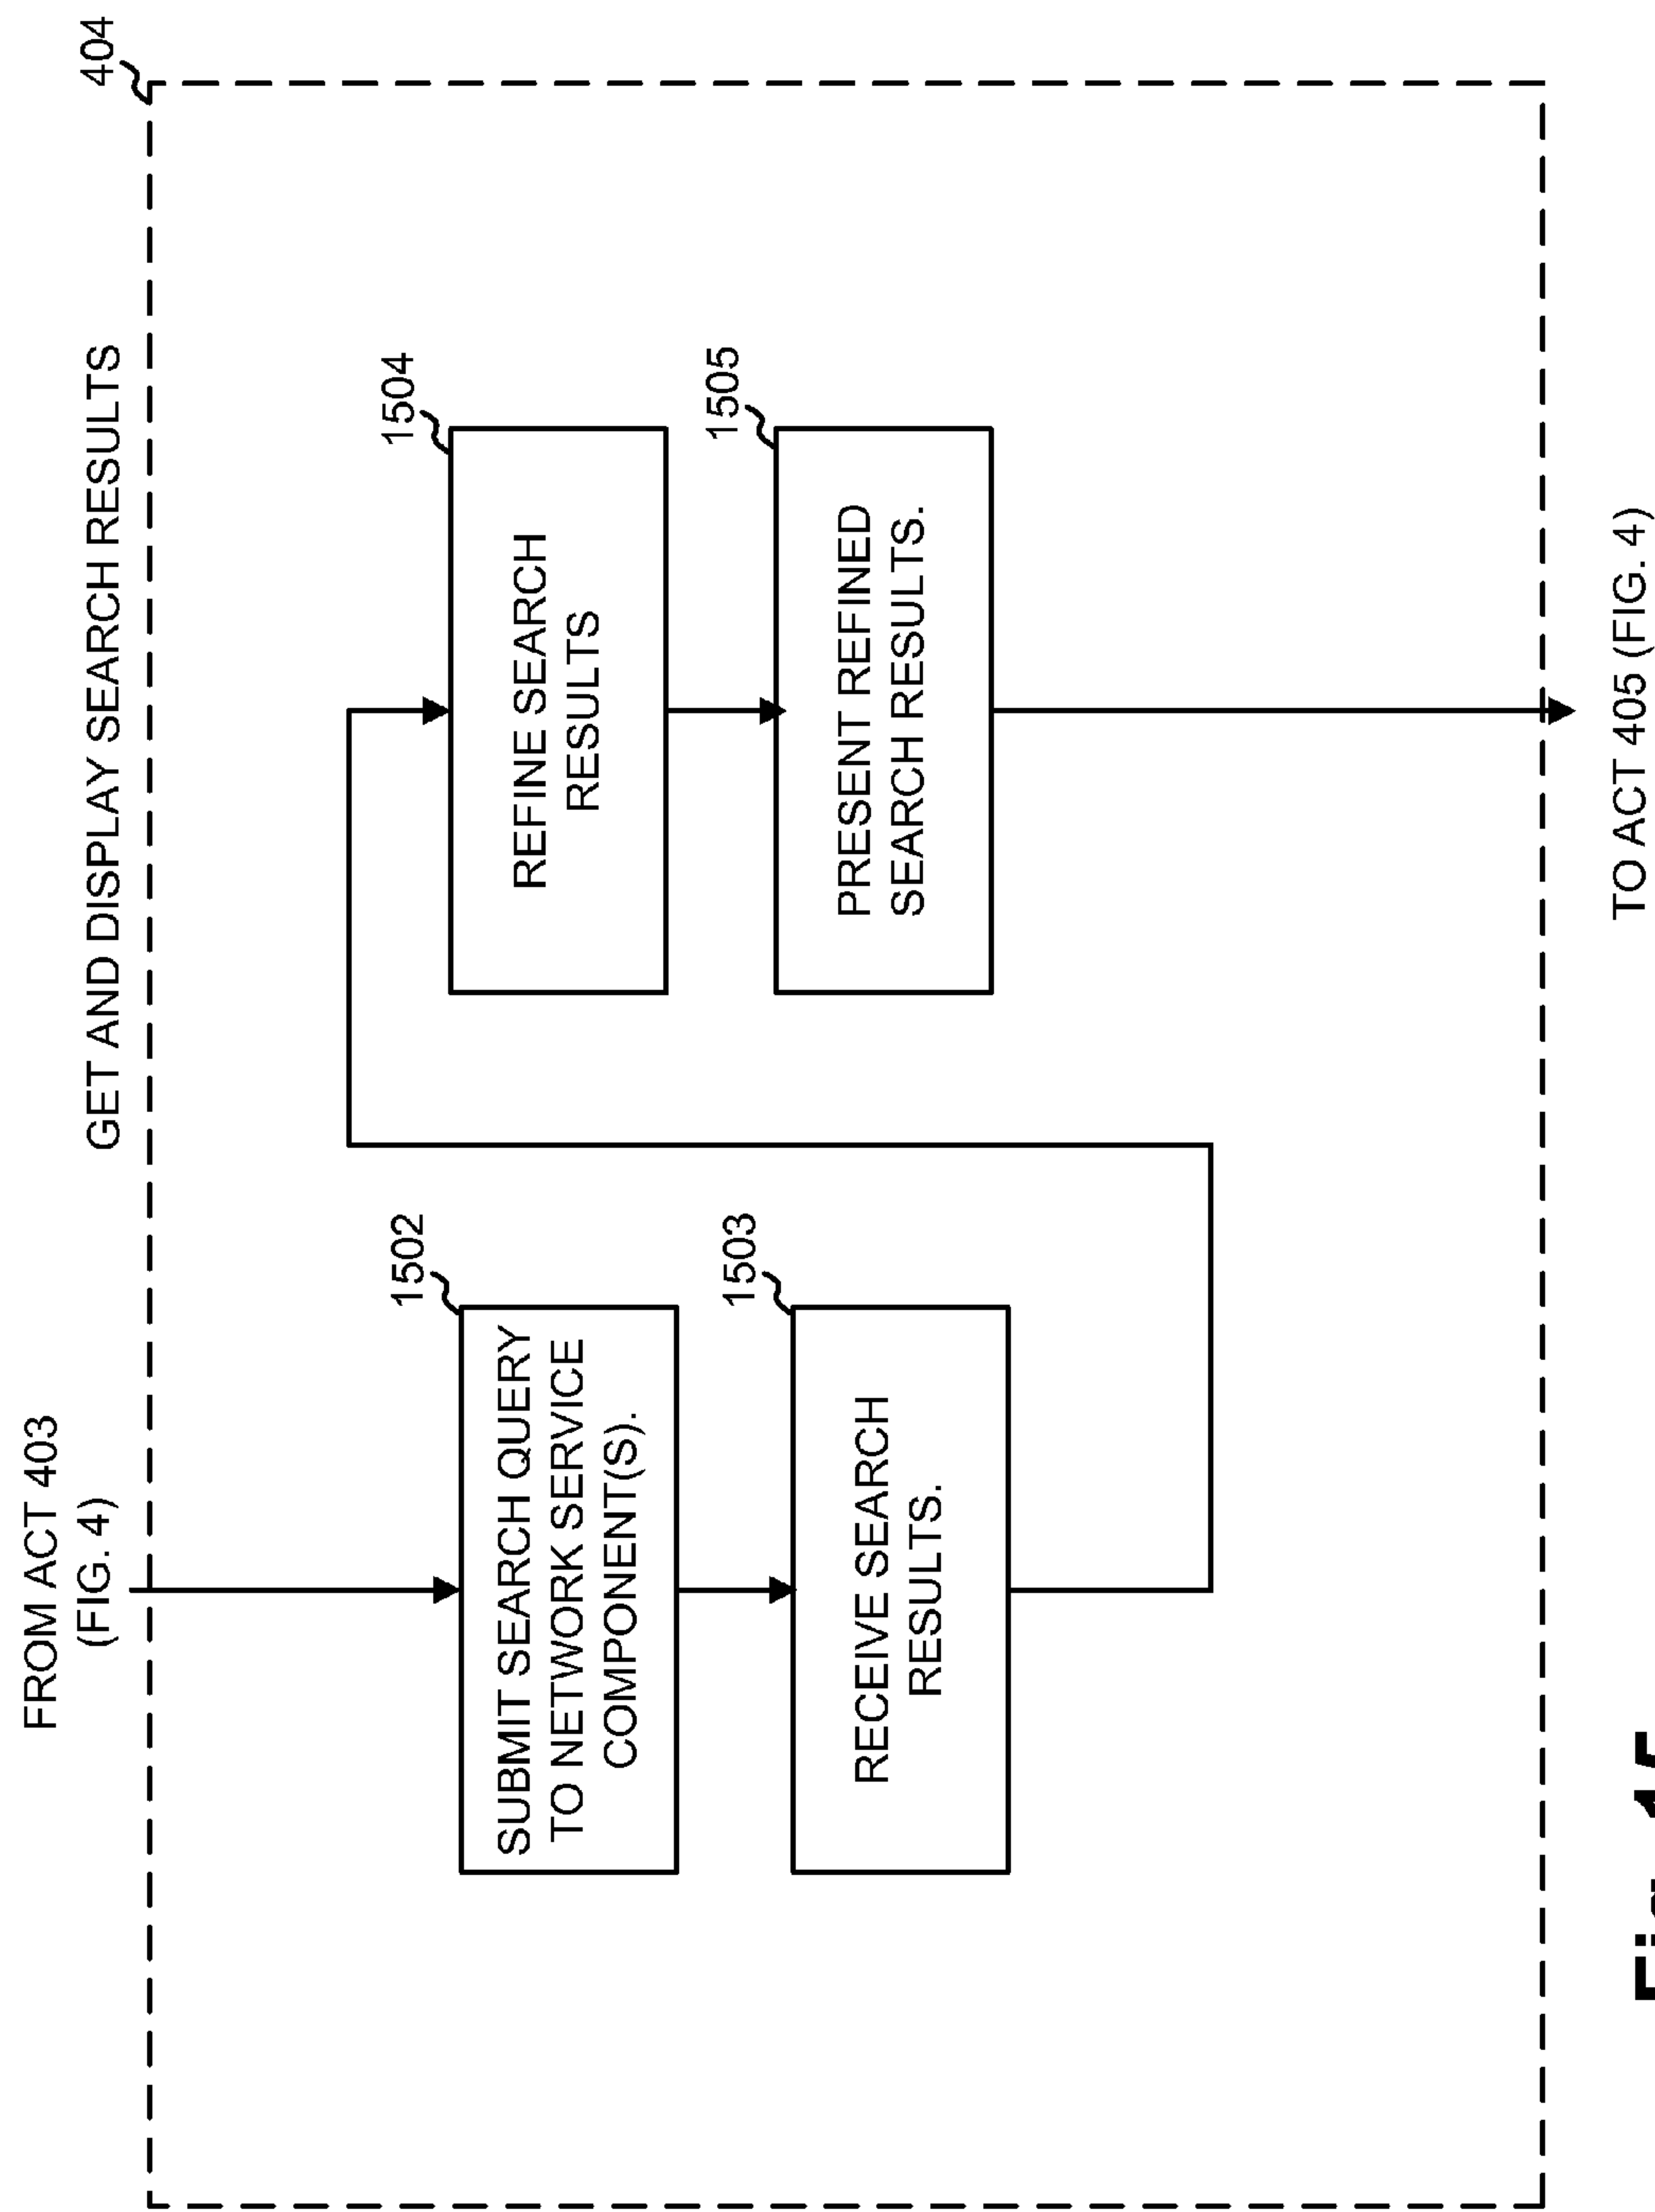 FROM ACT 403
(FIG. 4)
GET AND DISPLAY SEARCH RESULTS
404
1502
SUBMIT SEARCH QUERY
TO NETWORK SERVICE
COMPONENT(S).
1503
RECEIVE SEARCH
RESULTS.
1504
REFINE SEARCH
RESULTS
1505
PRESENT REFINED
SEARCH RESULTS.
TO ACT 405 (FIG. 4)